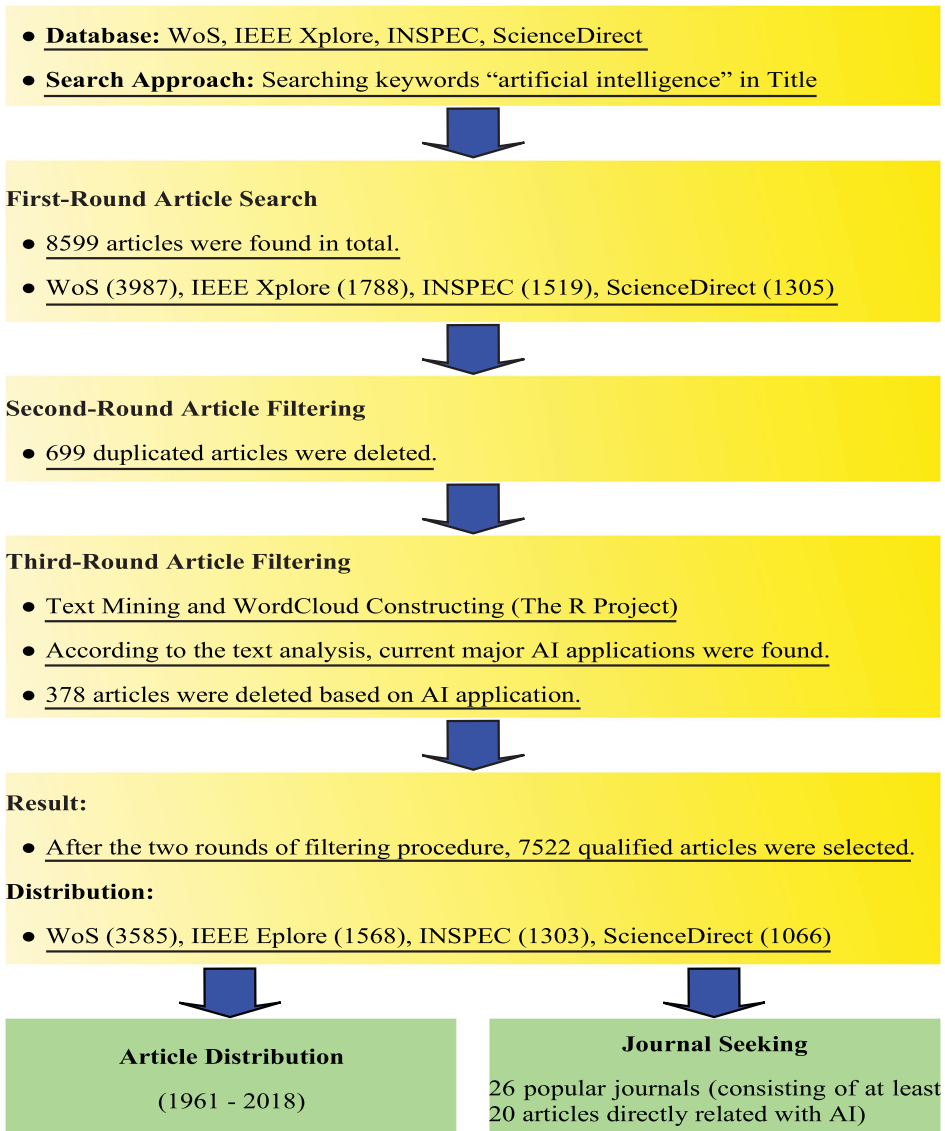 • Database: WoS, IEEE Xplore, INSPEC, ScienceDirect
• Search Approach: Searching keywords “artificial intelligence” in Title
First-Round Article Search
• 8599 articles were found in total.
• WoS (3987), IEEE Xplore (1788), INSPEC (1519), ScienceDirect (1305)
Second-Round Article Filtering
• 699 duplicated articles were deleted.
Third-Round Article Filtering
• Text Mining and WordCloud Constructing (The R Project)
• According to the text analysis, current major AI applications were found.
• 378 articles were deleted based on AI application.
Result:
• After the two rounds of filtering procedure, 7522 qualified articles were selected.
Distribution:
• WoS (3585), IEEE Eplore (1568), INSPEC (1303), ScienceDirect (1066)
Article Distribution
(1961 - 2018)
Journal Seeking
26 popular journals (consisting of at least
20 articles directly related with AI)